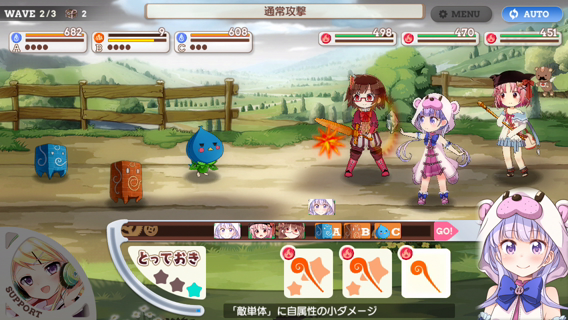 WAVE 2/3 2
通常攻撃
MENU
AUTO
682
9
608
498
470
451
A
B
C
A B C GO!
とっておき
SUPPORT
「敵単体」に自属性の小ダメージ